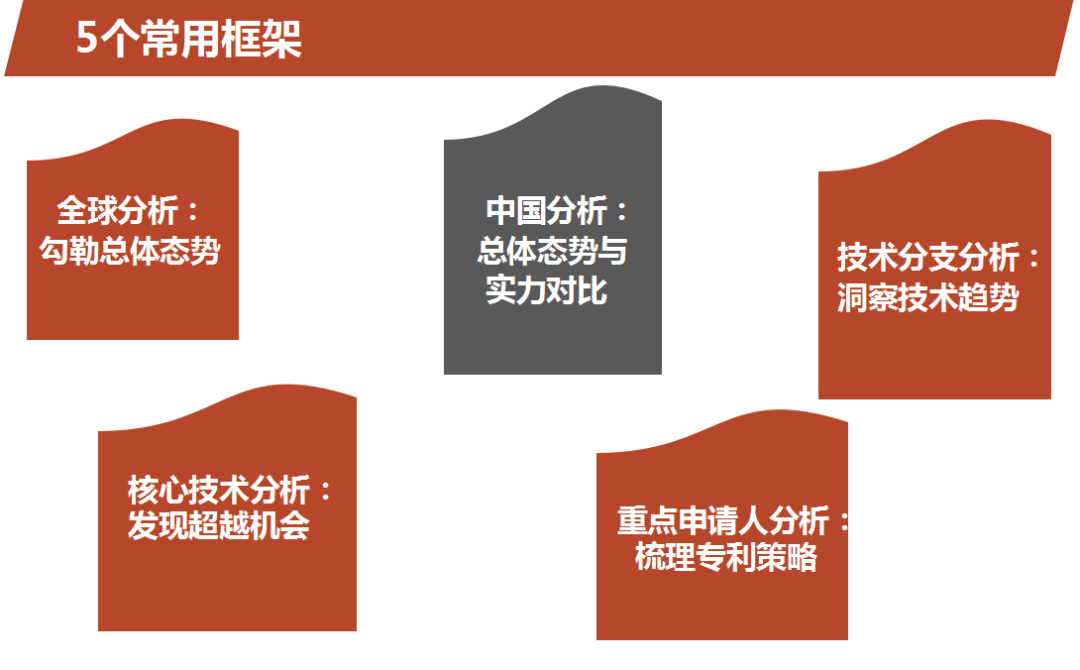 5个常用框架
全球分析：
勾勒总体态势
中国分析：
总体态势与
实力对比
技术分支分析：
洞察技术趋势
核心技术分析：
发现超越机会
重点申请人分析：
梳理专利策略